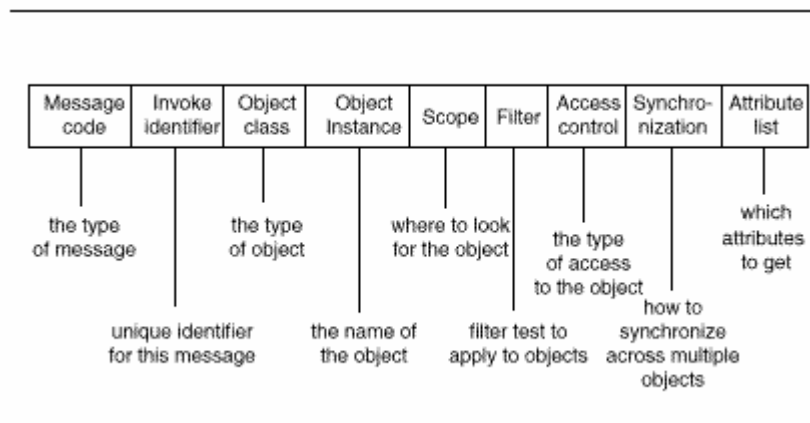 Message code
Invoke identifier
Object class
Object Instance
Scope
Filter
Access control
Synchro-nization
Attribute list
the type
of message
unique identifier
for this message
the type
of object
the name of
the object
where to look
for the object
filter test to
apply to objects
the type
of access
to the object
how to
synchronize
across multiple
objects
which
attributes
to get